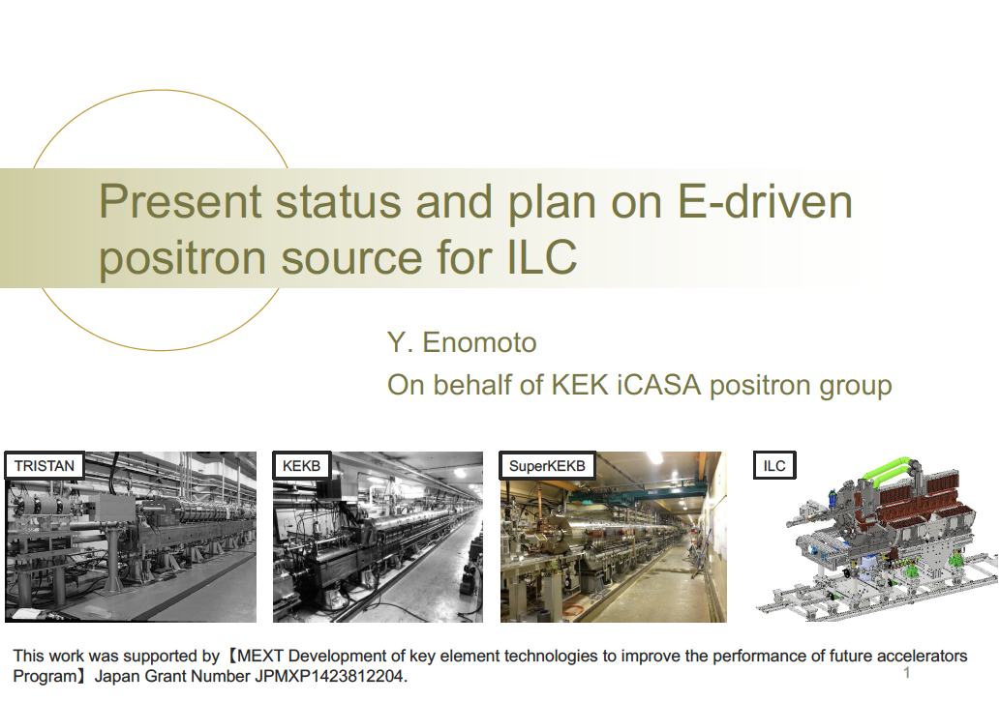 Present status and plan on E-driven
positron source for ILC
Y. Enomoto
On behalf of KEK iCASA positron group
TRISTAN
KEKB
SuperKEKB
ILC
This work was supported by【MEXT Development of key element technologies to improve the performance of future accelerators
Program】Japan Grant Number JPMXP1423812204.
1